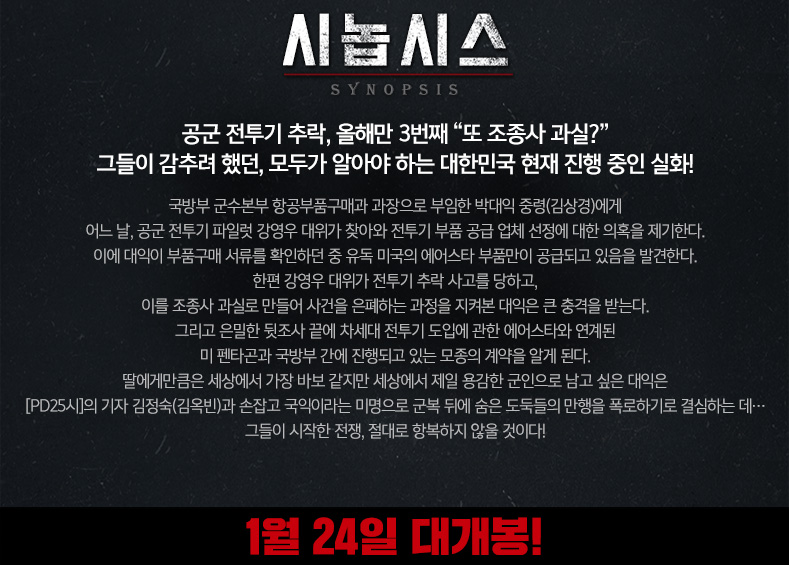 시놉시스
SYNOPSIS
공군 전투기 추락, 올해만 3번째 “또 조종사 과실?”
그들이 감추려 했던, 모두가 알아야 하는 대한민국 현재 진행 중인 실화!
국방부 군수본부 항공부품구매과 과장으로 부임한 박대익 중령(김상경)에게
어느 날, 공군 전투기 파일럿 강영우 대위가 찾아와 전투기 부품 공급 업체 선정에 대한 의혹을 제기한다.
이에 대익이 부품구매 서류를 확인하던 중 유독 미국의 에어스타 부품만이 공급되고 있음을 발견한다.
한편 강영우 대위가 전투기 추락 사고를 당하고,
이를 조종사 과실로 만들어 사건을 은폐하는 과정을 지켜본 대익은 큰 충격을 받는다.
그리고 은밀한 뒷조사 끝에 차세대 전투기 도입에 관한 에어스타와 연계된
미 펜타곤과 국방부 간에 진행되고 있는 모종의 계약을 알게 된다.
딸에게만큼은 세상에서 가장 바보 같지만 세상에서 제일 용감한 군인으로 남고 싶은 대익은
[PD25시]의 기자 김정숙(김옥빈)과 손잡고 국익이라는 미명으로 군복 뒤에 숨은 도둑들의 만행을 폭로하기로 결심하는 데…
그들이 시작한 전쟁, 절대로 항복하지 않을 것이다!
1월 24일 대개봉!